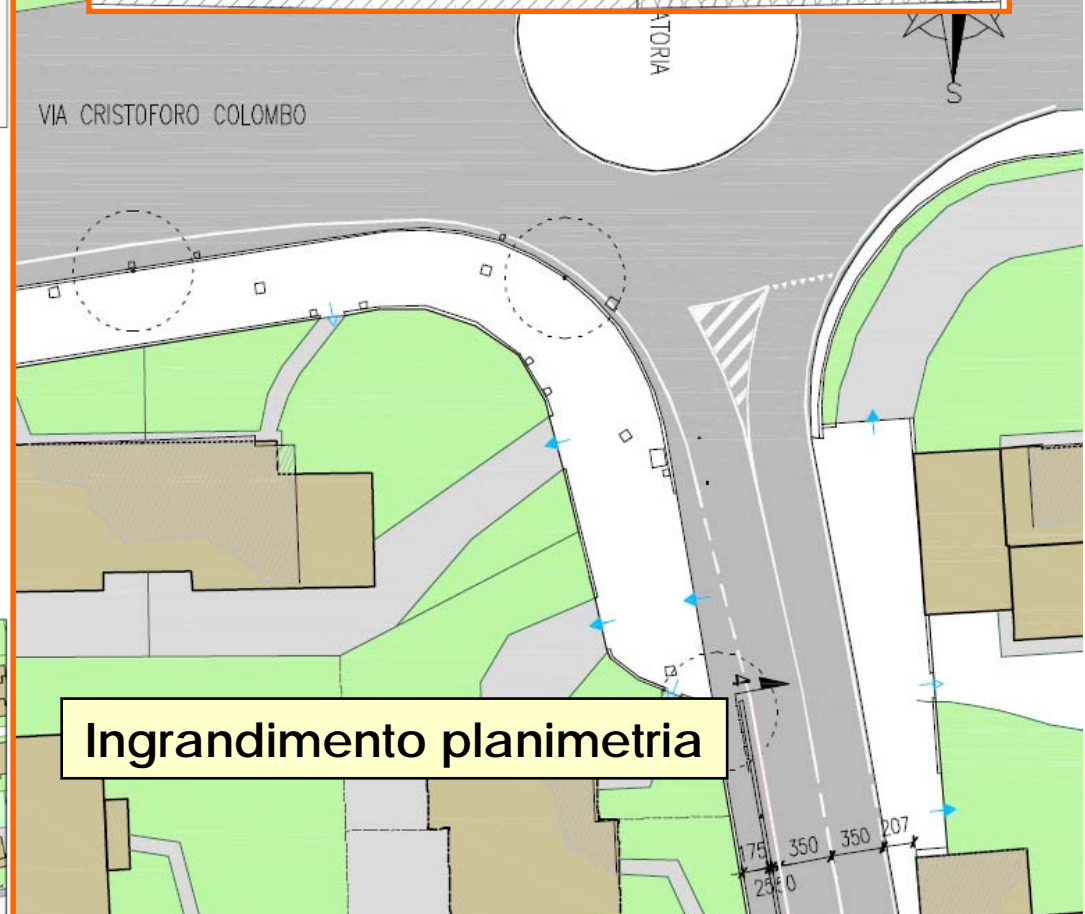 ATORIA
S
VIA CRISTOFORO COLOMBO
4
Ingrandimento planimetria
175 350 350 207